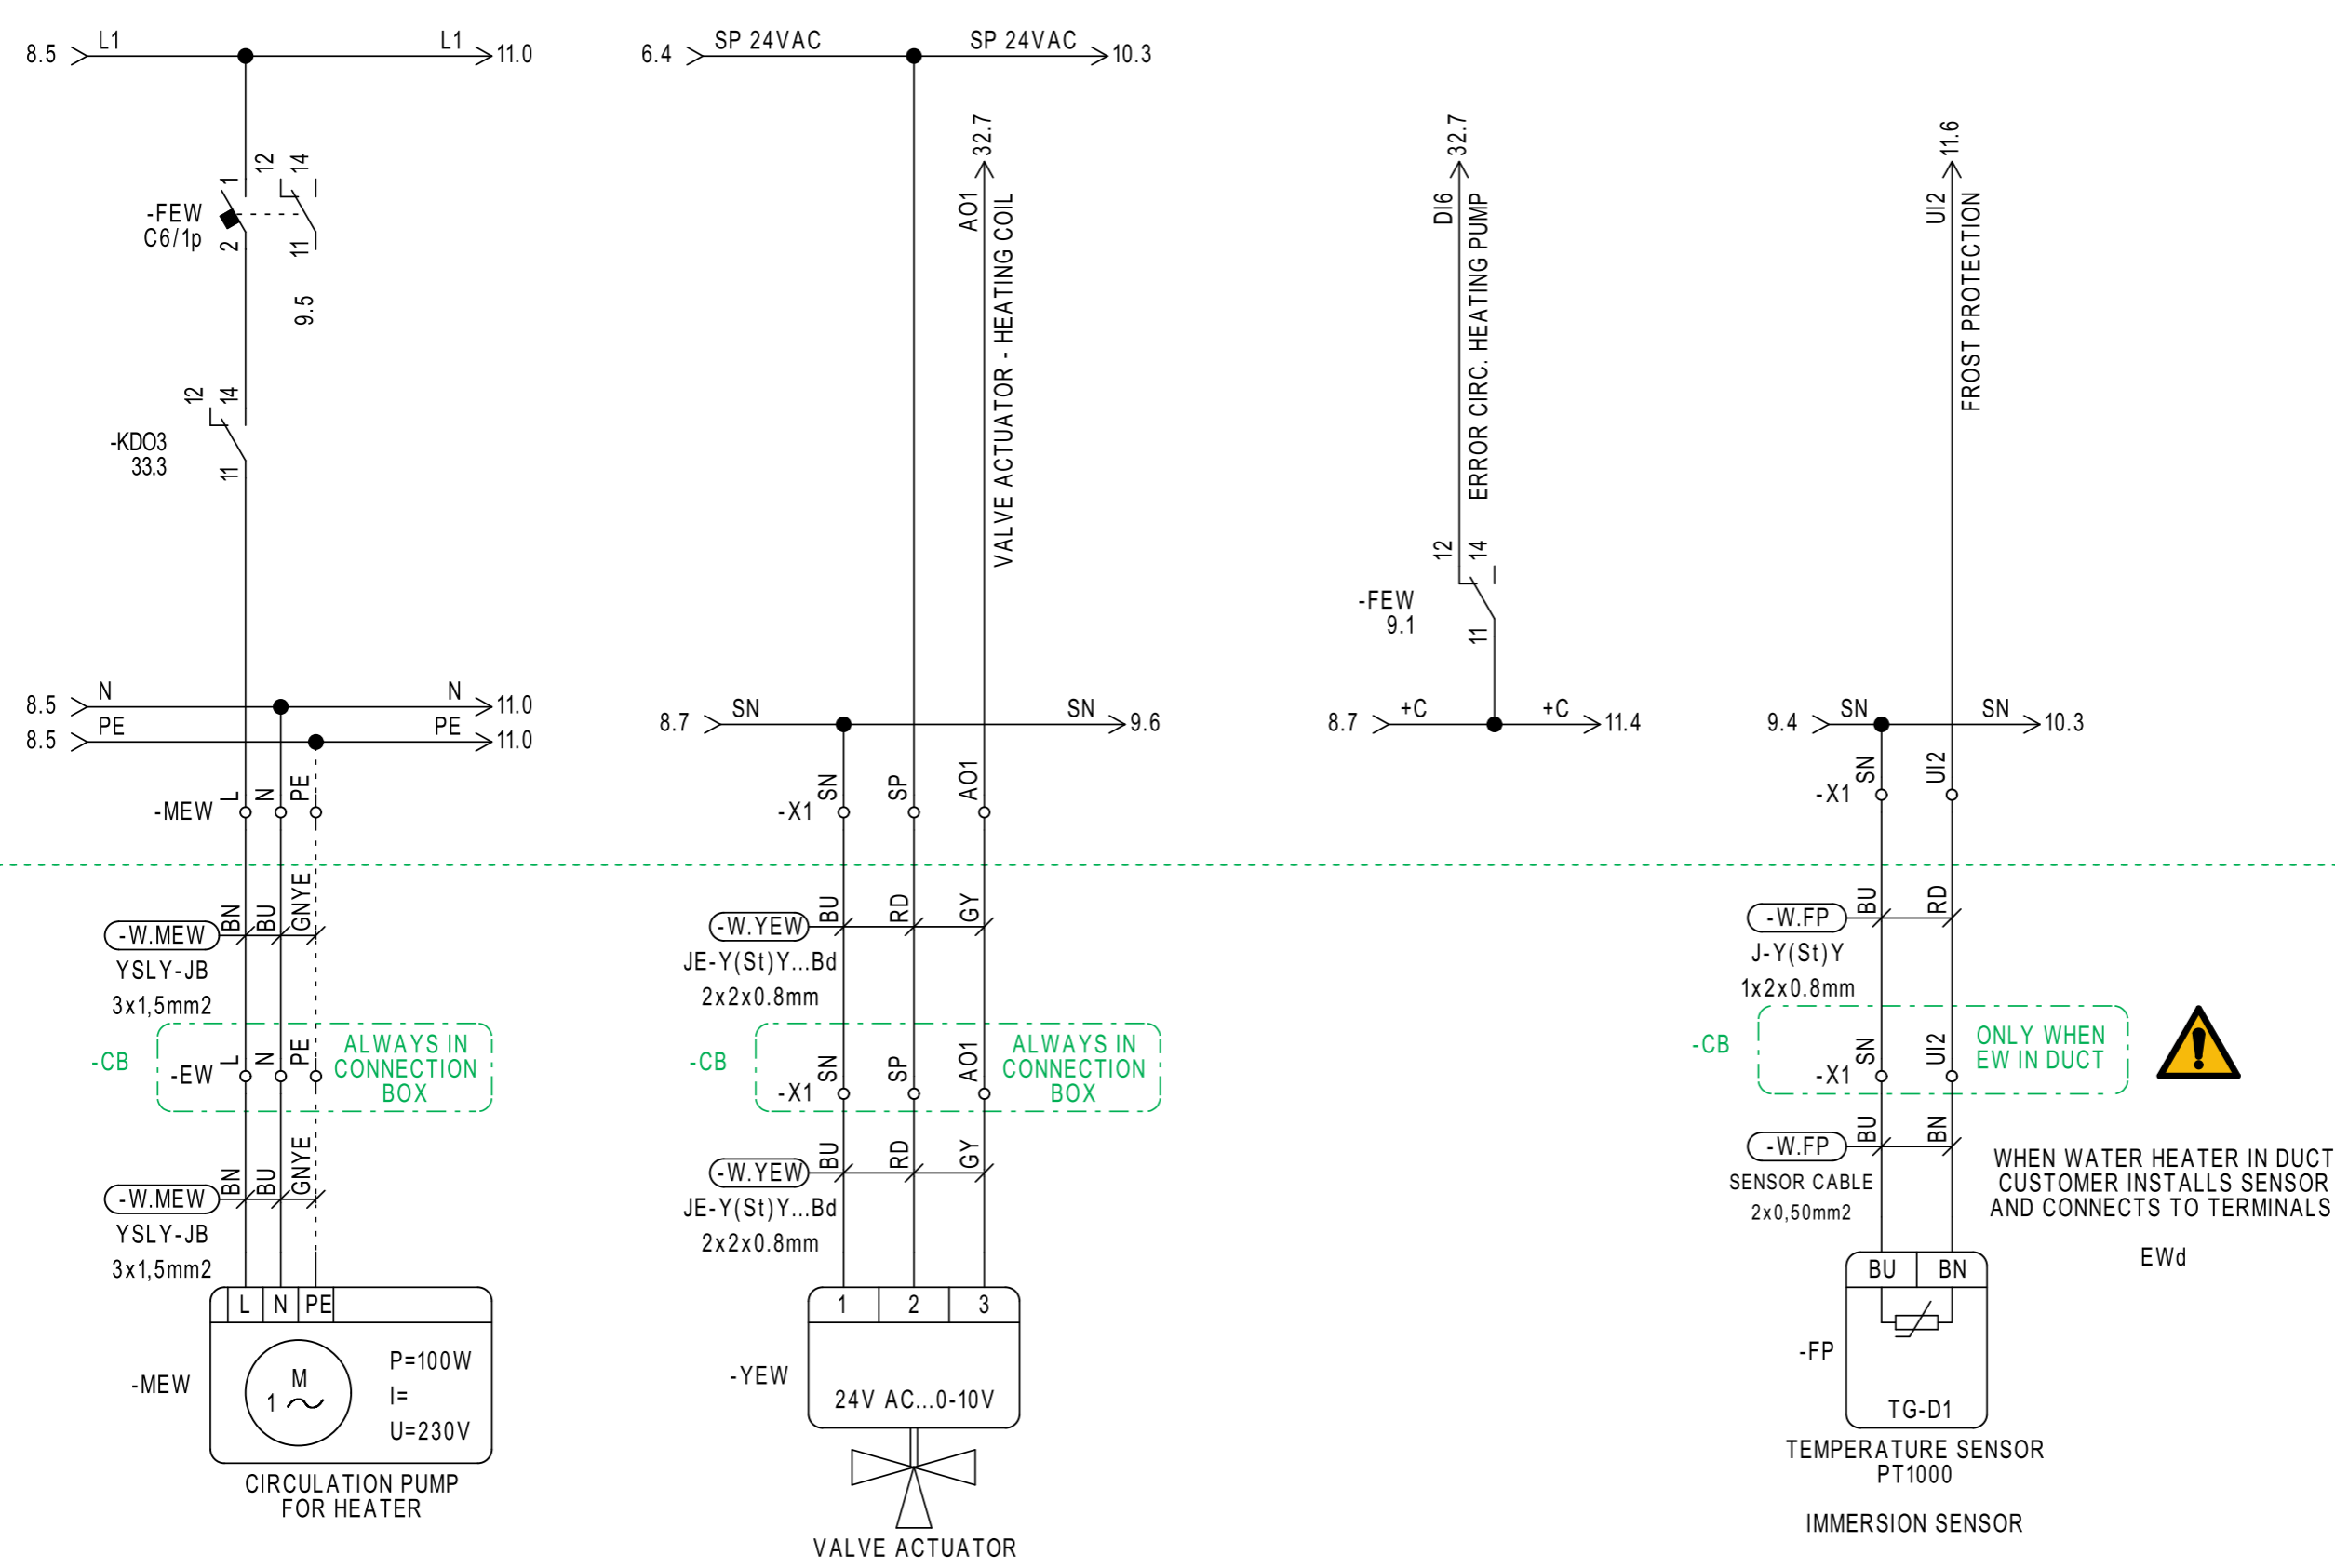 8.5 L1 L1 11.0
12 14
1
-FEW
C6/1p
2 11
9.5
12 14
-KDO3
33.3
11
8.5 N N 11.0
8.5 PE PE 11.0
L N PE
-MEW
BN BU GNYE
-W.MEW
YSLY-JB
3x1,5mm2
-CB
L N PE
-EW
ALWAYS IN
CONNECTION
BOX
BN BU GNYE
-W.MEW
YSLY-JB
3x1,5mm2
L N PE
-MEW
M
1
P=100W
I=
U=230V
CIRCULATION PUMP
FOR HEATER
6.4 SP 24VAC SP 24VAC 10.3
32.7
AO1
VALVE ACTUATOR - HEATING COIL
8.7 SN SN 9.6
SN SP AO1
-X1
BU RD GY
-W.YEW
JE-Y(St)Y...Bd
2x2x0.8mm
-CB
SN SP AO1
-X1
ALWAYS IN
CONNECTION
BOX
BU RD GY
-W.YEW
JE-Y(St)Y...Bd
2x2x0.8mm
1 2 3
-YEW
24V AC...0-10V
VALVE ACTUATOR
32.7
DI6
ERROR CIRC. HEATING PUMP
12 14
-FEW
9.1
11
8.7 +C +C 11.4
11.6
UI2
FROST PROTECTION
9.4 SN SN 10.3
SN UI2
-X1
BU RD
-W.FP
J-Y(St)Y
1x2x0.8mm
-CB
SN UI2
-X1
ONLY WHEN
EW IN DUCT
BU BN
-W.FP
SENSOR CABLE
2x0,50mm2
WHEN WATER HEATER IN DUCT
CUSTOMER INSTALLS SENSOR
AND CONNECTS TO TERMINALS
EWd
BU BN
-FP
TG-D1
TEMPERATURE SENSOR
PT1000
IMMERSION SENSOR